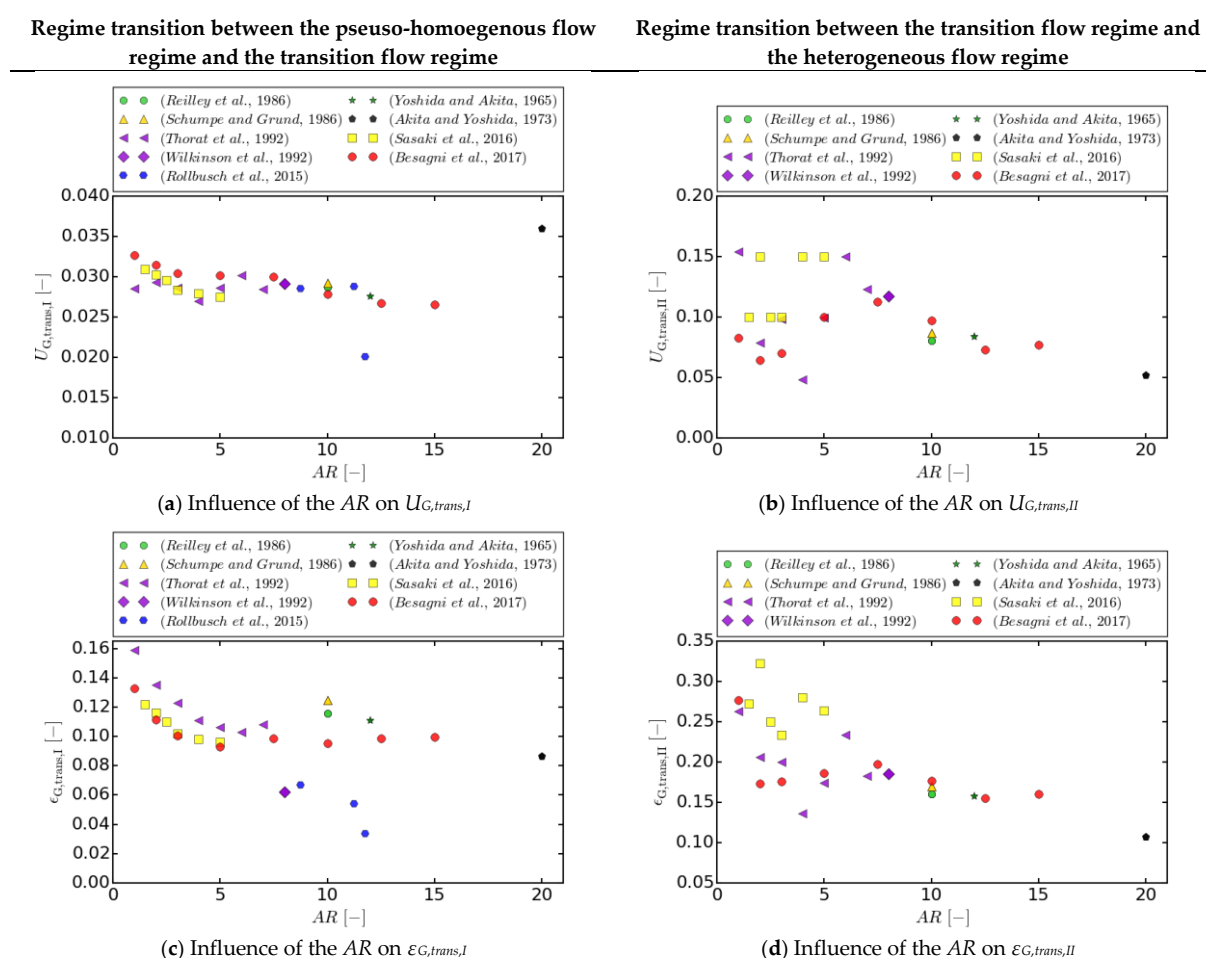 Regime transition between the pseuso-homoegenous flow
regime and the transition flow regime
Regime transition between the transition flow regime and
the heterogeneous flow regime
(Reilley et al., 1986)
(Schumpe and Grund, 1986)
(Thorat et al., 1992)
(Wilkinson et al., 1992)
(Rollbusch et al., 2015)
(Yoshida and Akita, 1965)
(Akita and Yoshida, 1973)
(Sasaki et al., 2016)
(Besagni et al., 2017)
0.040
0.035
0.030
0.025
0.020
0.015
0.010
U_G,trans,I [−]
0 5 10 15 20
AR [−]
(a) Influence of the AR on U_G,trans,I
(Reilley et al., 1986)
(Schumpe and Grund, 1986)
(Thorat et al., 1992)
(Wilkinson et al., 1992)
(Yoshida and Akita, 1965)
(Akita and Yoshida, 1973)
(Sasaki et al., 2016)
(Besagni et al., 2017)
0.20
0.15
0.10
0.05
0.00
U_G,trans,II [−]
0 5 10 15 20
AR [−]
(b) Influence of the AR on U_G,trans,II
(Reilley et al., 1986)
(Schumpe and Grund, 1986)
(Thorat et al., 1992)
(Wilkinson et al., 1992)
(Rollbusch et al., 2015)
(Yoshida and Akita, 1965)
(Akita and Yoshida, 1973)
(Sasaki et al., 2016)
(Besagni et al., 2017)
0.16
0.14
0.12
0.10
0.08
0.06
0.04
0.02
0.00
ϵ_G,trans,I [−]
0 5 10 15 20
AR [−]
(c) Influence of the AR on ε_G,trans,I
(Reilley et al., 1986)
(Schumpe and Grund, 1986)
(Thorat et al., 1992)
(Wilkinson et al., 1992)
(Yoshida and Akita, 1965)
(Akita and Yoshida, 1973)
(Sasaki et al., 2016)
(Besagni et al., 2017)
0.35
0.30
0.25
0.20
0.15
0.10
0.05
ϵ_G,trans,II [−]
0 5 10 15 20
AR [−]
(d) Influence of the AR on ε_G,trans,II